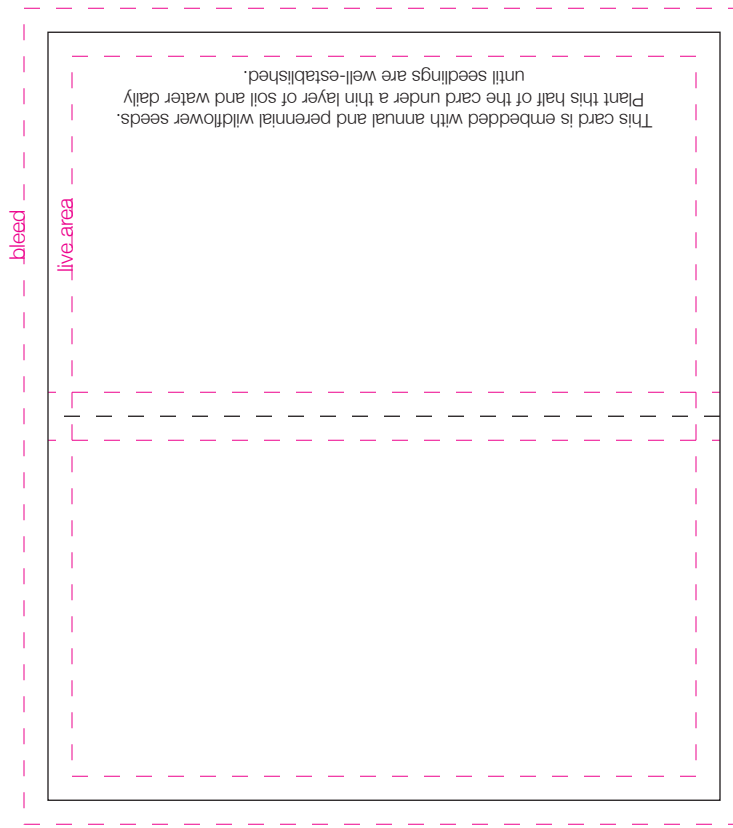 This card is embedded with annual and perennial wildflower seeds.
Plant this half of the card under a thin layer of soil and water daily
until seedlings are well-established.
bleed
live area